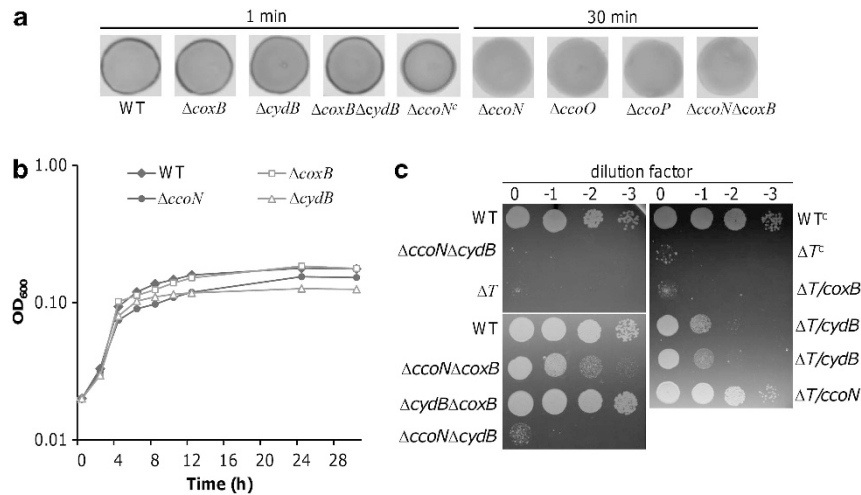 a
1 min 30 min
WT ΔcoxB ΔcydB ΔcoxBΔcydB ΔccoNᶜ ΔccoN ΔccoO ΔccoP ΔccoNΔcoxB
b
1.00
WT ΔcoxB
ΔccoN ΔcydB
OD₆₀₀
0.10
0.01
0 4 8 12 16 20 24 28
Time (h)
c
dilution factor
0 -1 -2 -3 0 -1 -2 -3
WT WTᶜ
ΔccoNΔcydB ΔTᶜ
ΔT ΔT/coxB
WT ΔT/cydB
ΔccoNΔcoxB ΔT/cydB
ΔcydBΔcoxB ΔT/ccoN
ΔccoNΔcydB